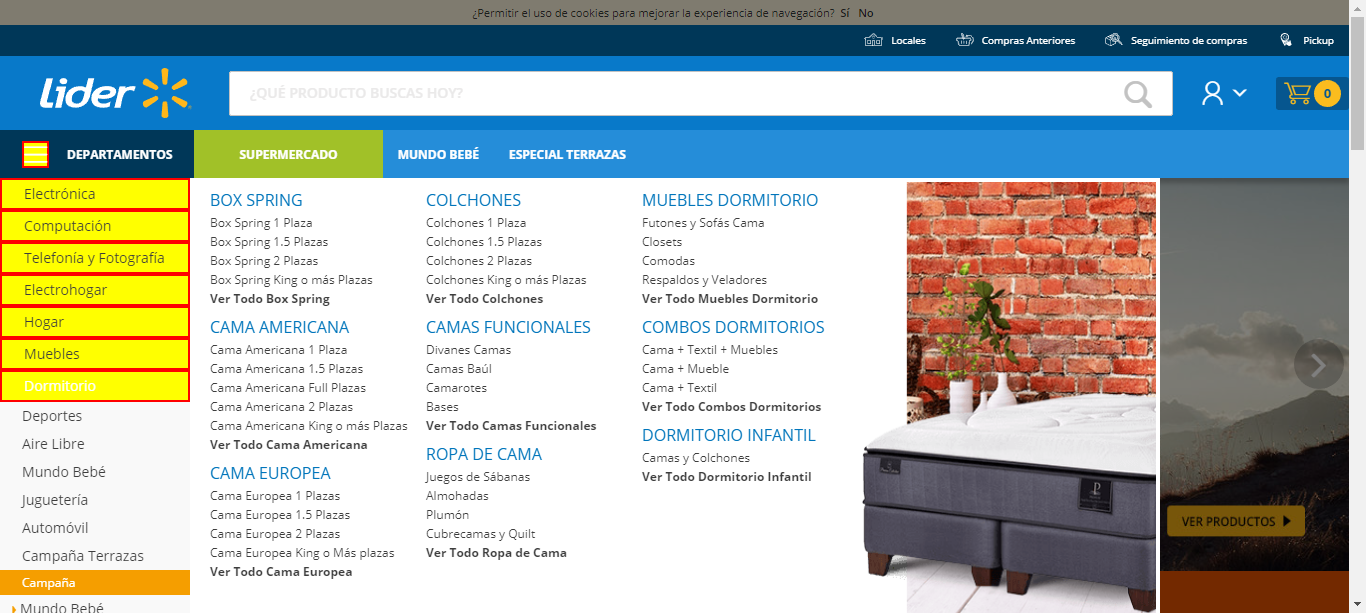 ¿Permitir el uso de cookies para mejorar la experiencia de navegación? Sí No
Locales Compras Anteriores Seguimiento de compras Pickup
Lider ¿QUÉ PRODUCTO BUSCAS HOY? 0
DEPARTAMENTOS SUPERMERCADO MUNDO BEBÉ ESPECIAL TERRAZAS
Electrónica
Computación
Telefonía y Fotografía
Electrohogar
Hogar
Muebles
Dormitorio
Deportes
Aire Libre
Mundo Bebé
Juguetería
Automóvil
Campaña Terrazas
Campaña
Mundo Bebé
BOX SPRING
Box Spring 1 Plaza
Box Spring 1.5 Plazas
Box Spring 2 Plazas
Box Spring King o más Plazas
Ver Todo Box Spring
CAMA AMERICANA
Cama Americana 1 Plaza
Cama Americana 1.5 Plazas
Cama Americana Full Plazas
Cama Americana 2 Plazas
Cama Americana King o más Plazas
Ver Todo Cama Americana
CAMA EUROPEA
Cama Europea 1 Plazas
Cama Europea 1.5 Plazas
Cama Europea 2 Plazas
Cama Europea King o Más plazas
Ver Todo Cama Europea
COLCHONES
Colchones 1 Plaza
Colchones 1.5 Plazas
Colchones 2 Plazas
Colchones King o más Plazas
Ver Todo Colchones
CAMAS FUNCIONALES
Divanes Camas
Camas Baúl
Camarotes
Bases
Ver Todo Camas Funcionales
ROPA DE CAMA
Juegos de Sábanas
Almohadas
Plumón
Cubrecamas y Quilt
Ver Todo Ropa de Cama
MUEBLES DORMITORIO
Futones y Sofás Cama
Closets
Comodas
Respaldos y Veladores
Ver Todo Muebles Dormitorio
COMBOS DORMITORIOS
Cama + Textil + Muebles
Cama + Mueble
Cama + Textil
Ver Todo Combos Dormitorios
DORMITORIO INFANTIL
Camas y Colchones
Ver Todo Dormitorio Infantil
VER PRODUCTOS